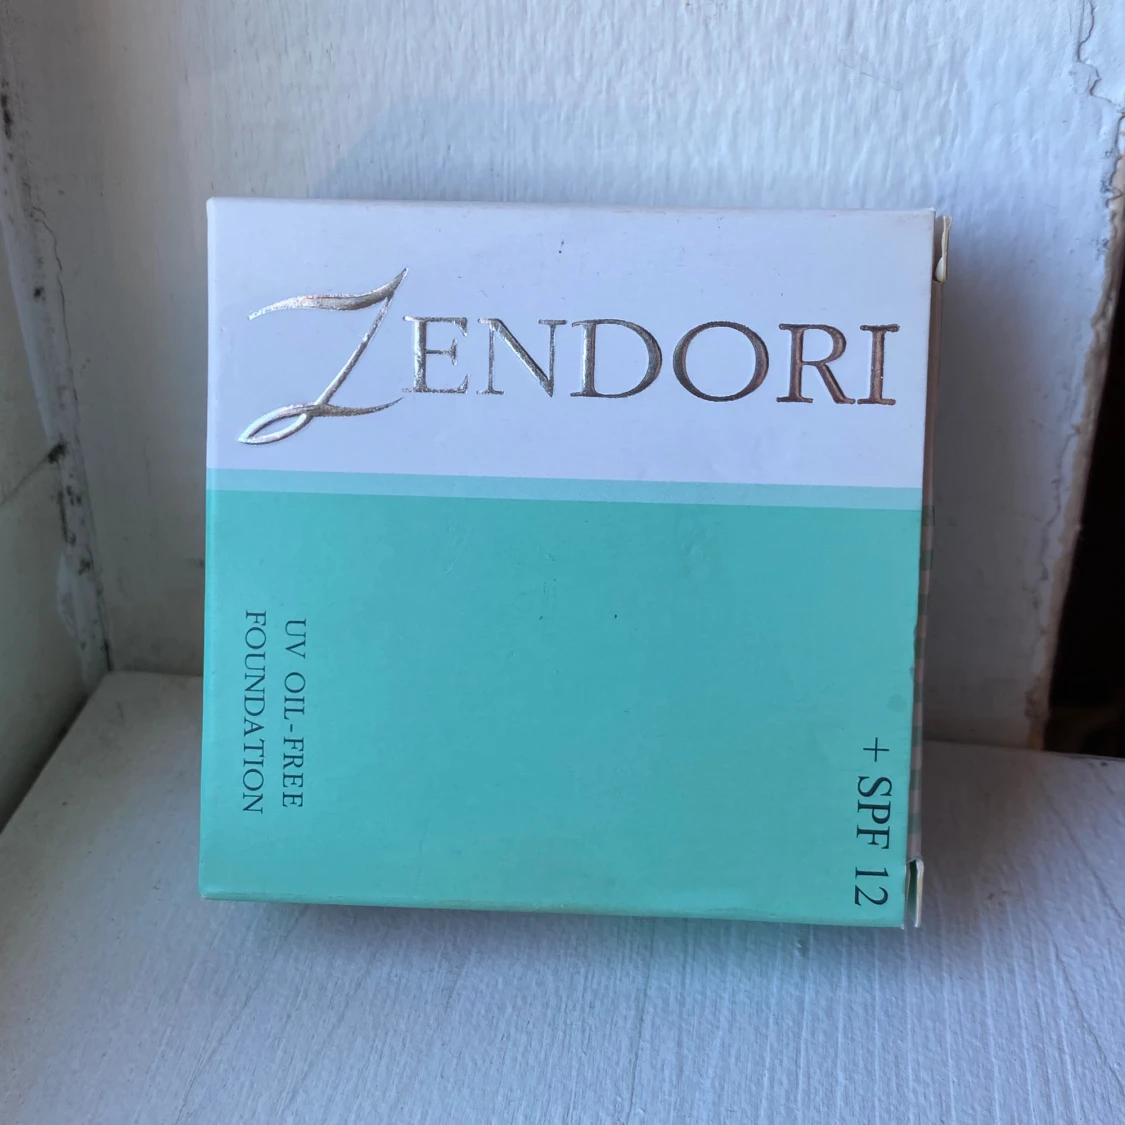 ZENDORI
UV OIL-FREE
FOUNDATION
+ SPF 12